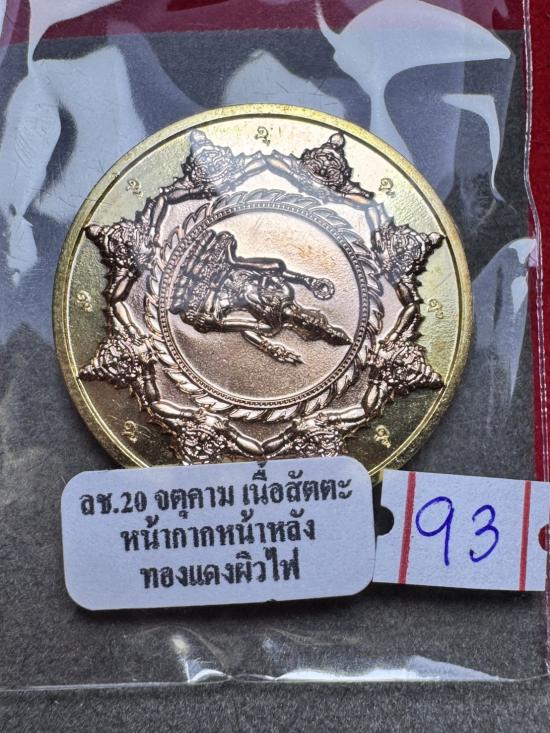 ลช.20 จตุคาม เนื้อสัตตะ
หน้ากากหน้าหลัง
ทองแดงผิวไฟ
93